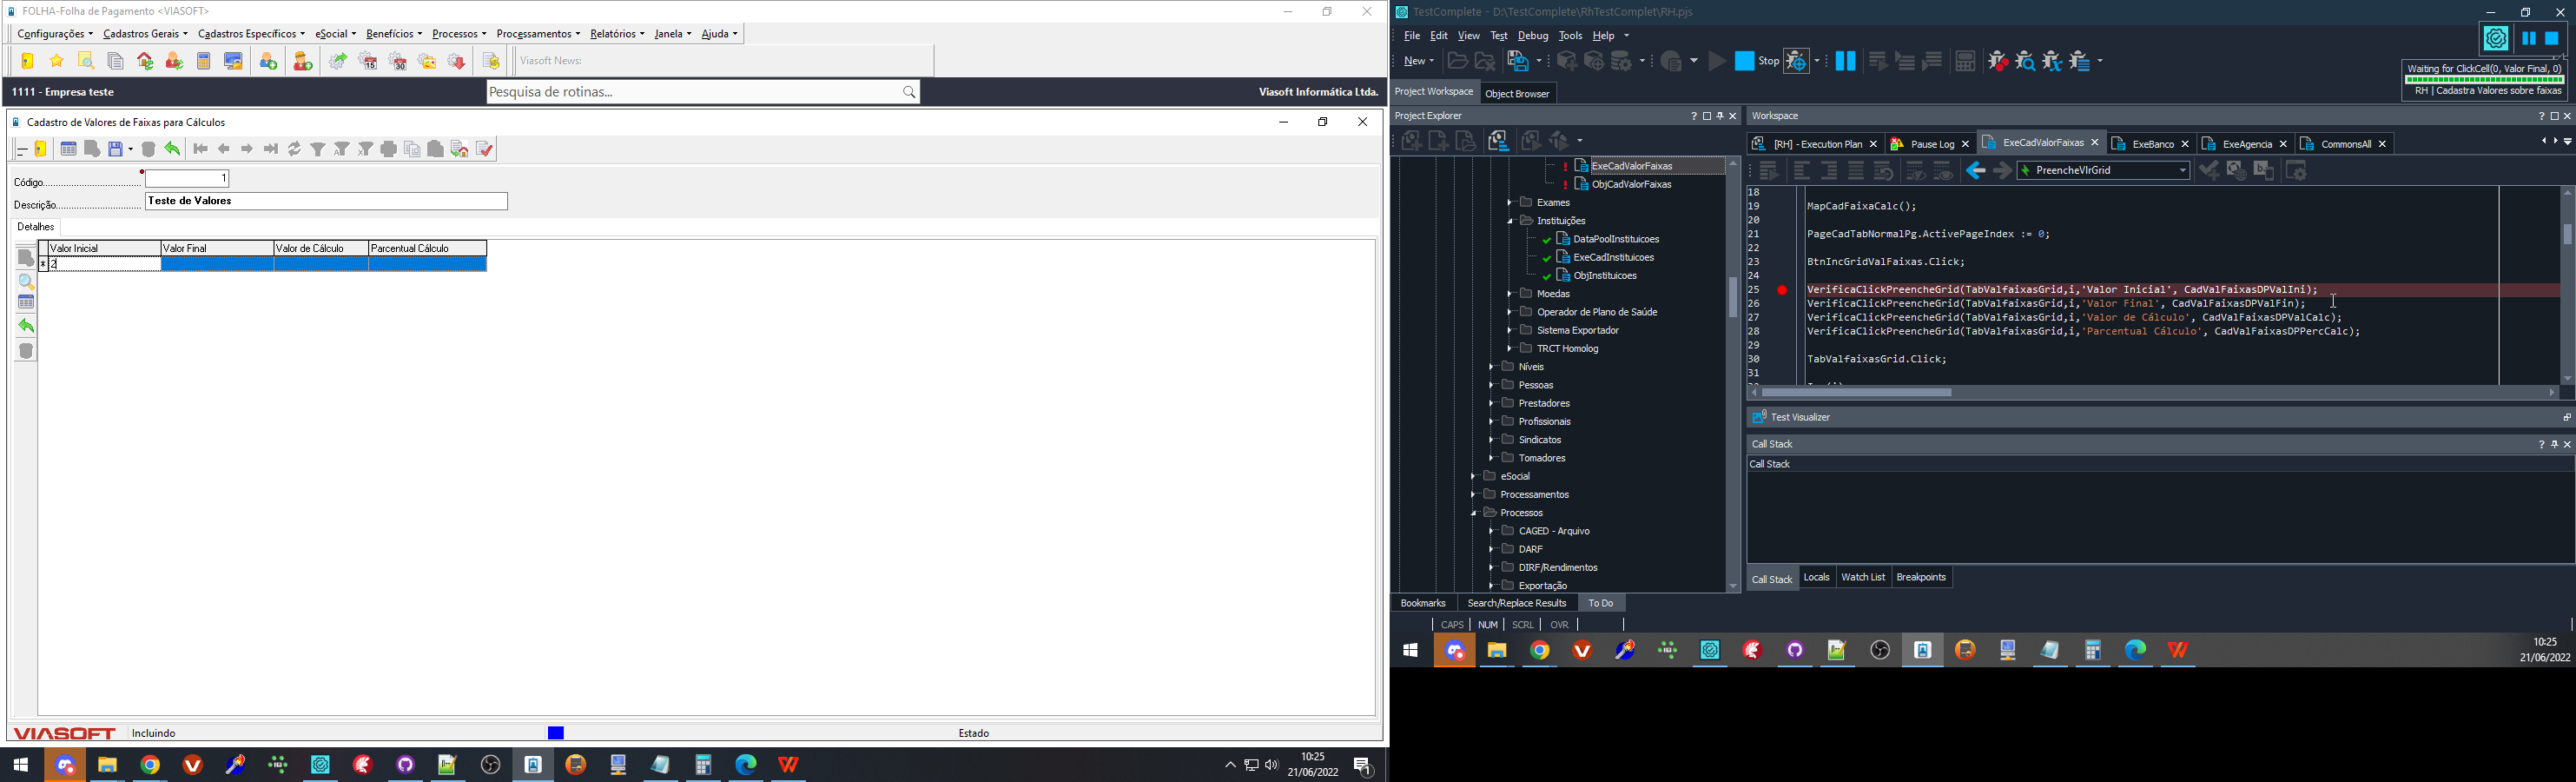 FOLHA-Folha de Pagamento <VIASOFT>
Configurações Cadastros Gerais Cadastros Específicos eSocial Benefícios Processos Processamentos Relatórios Janela Ajuda
Viasoft News:
1111 - Empresa teste
Pesquisa de rotinas...
Viasoft Informática Ltda.
Cadastro de Valores de Faixas para Cálculos
Código
1
Descrição
Teste de Valores
Detalhes
Valor Inicial Valor Final Valor de Cálculo Parcentual Cálculo
2
VIASOFT Incluindo Estado
10:25
21/06/2022
1
TestComplete - D:\TestComplete\RhTestComplet\RH.pjs
File Edit View Test Debug Tools Help
New
Stop
Waiting for ClickCell(0, Valor Final, 0)
RH | Cadastra Valores sobre faixas
Project Workspace Object Browser
Project Explorer
ExeCadValorFaixas
ObjCadValorFaixas
Exames
Instituições
DataPoolInstituicoes
ExeCadInstituicoes
ObjInstituicoes
Moedas
Operador de Plano de Saúde
Sistema Exportador
TRCT Homolog
Níveis
Pessoas
Prestadores
Profissionais
Sindicatos
Tomadores
eSocial
Processamentos
Processos
CAGED - Arquivo
DARF
DIRF/Rendimentos
Exportação
Bookmarks Search/Replace Results To Do
CAPS NUM SCRL OVR
Workspace
[RH] - Execution Plan Pause Log ExeCadValorFaixas ExeBanco ExeAgencia CommonsAll
PreencheVlrGrid
18
19 MapCadFaixaCalc();
20
21 PageCadTabNormalPg.ActivePageIndex := 0;
22
23 BtnIncGridValFaixas.Click;
24
25 VerificaClickPreencheGrid(TabValfaixasGrid,i,'Valor Inicial', CadValFaixasDPValIni);
26 VerificaClickPreencheGrid(TabValfaixasGrid,i,'Valor Final', CadValFaixasDPValFin);
27 VerificaClickPreencheGrid(TabValfaixasGrid,i,'Valor de Cálculo', CadValFaixasDPValCalc);
28 VerificaClickPreencheGrid(TabValfaixasGrid,i,'Parcentual Cálculo', CadValFaixasDPPercCalc);
29
30 TabValfaixasGrid.Click;
31
Test Visualizer
Call Stack
Call Stack
Call Stack Locals Watch List Breakpoints
10:25
21/06/2022